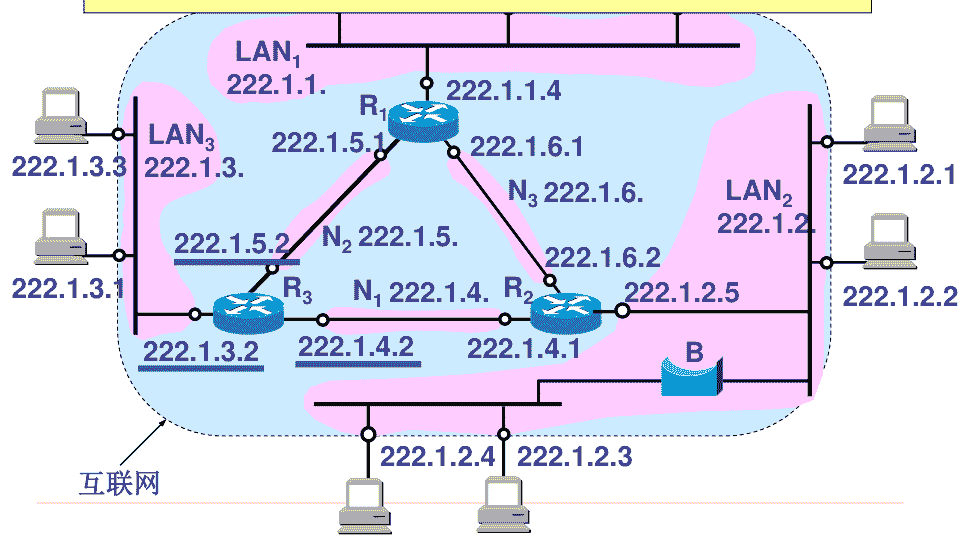 LAN1
222.1.1.
222.1.1.4
R1
222.1.5.1
222.1.6.1
LAN3
222.1.3.
222.1.3.3
222.1.2.1
N3 222.1.6.
LAN2
222.1.2.
N2 222.1.5.
222.1.5.2
222.1.6.2
222.1.3.1
R3
N1 222.1.4.
R2
222.1.2.5
222.1.2.2
222.1.3.2
222.1.4.2
222.1.4.1
B
222.1.2.4
222.1.2.3
互联网